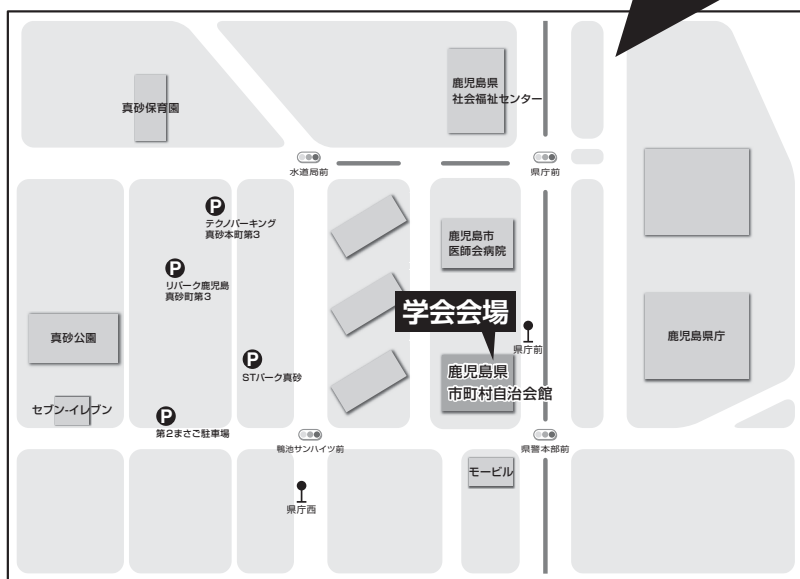 真砂保育園
鹿児島県
社会福祉センター
水道局前
県庁前
P
テクノパーキング
真砂本町第3
鹿児島市
医師会病院
P
リパーク鹿児島
真砂町第3
学会会場
真砂公園
県庁前
鹿児島県庁
P
STパーク真砂
鹿児島県
市町村自治会館
セブン-イレブン
P
第2まさご駐車場
鴨池サンハイツ前
県警本部前
モービル
県庁西